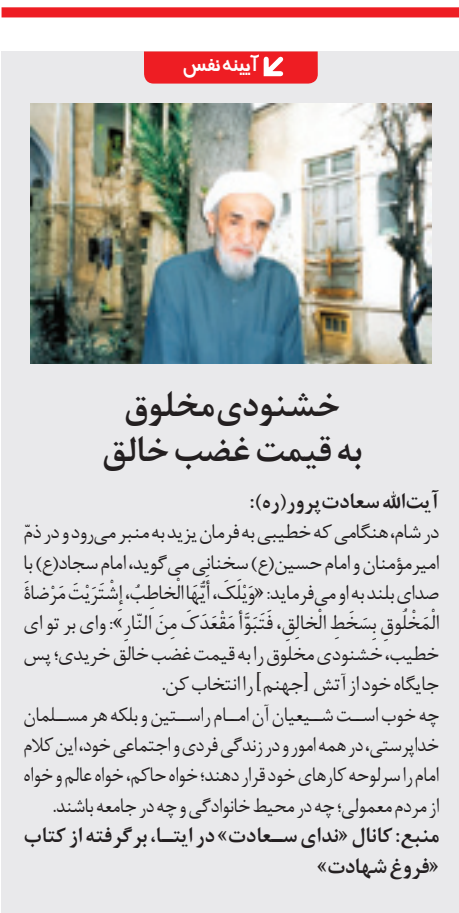 آیینه نفس
خشنودی مخلوق
به قیمت غضب خالق
آیت‌الله سعادت‌پرور(ره):
در شام، هنگامی که خطیبی به فرمان یزید به منبر می‌رود و در ذمّ
امیرمؤمنان و امام حسین(ع) سخنانی می‌گوید، امام سجاد(ع) با
صدای بلند به او می‌فرماید: «وَیْلَکَ، أَیُّهَا الْخاطبُ، إِشْتَرَیْتَ مَرْضاةَ
الْمَخْلُوقِ بِسَخَطِ الْخالِقِ، فَتَبَوَّأْ مَقْعَدَکَ مِنَ النّارِ»: وای بر تو ای
خطیب، خشنودی مخلوق را به قیمت غضب خالق خریدی؛ پس
جایگاه خود از آتش [جهنم] را انتخاب کن.
چه خوب است شیعیان آن امام راستین و بلکه هر مسلمان
خداپرستی، در همه امور و در زندگی فردی و اجتماعی خود، این کلام
امام را سرلوحه کارهای خود قرار دهند؛ خواه حاکم، خواه عالم و خواه
از مردم معمولی؛ چه در محیط خانوادگی و چه در جامعه باشند.
منبع: کانال «ندای سعادت» در ایتا، برگرفته از کتاب
«فروغ شهادت»